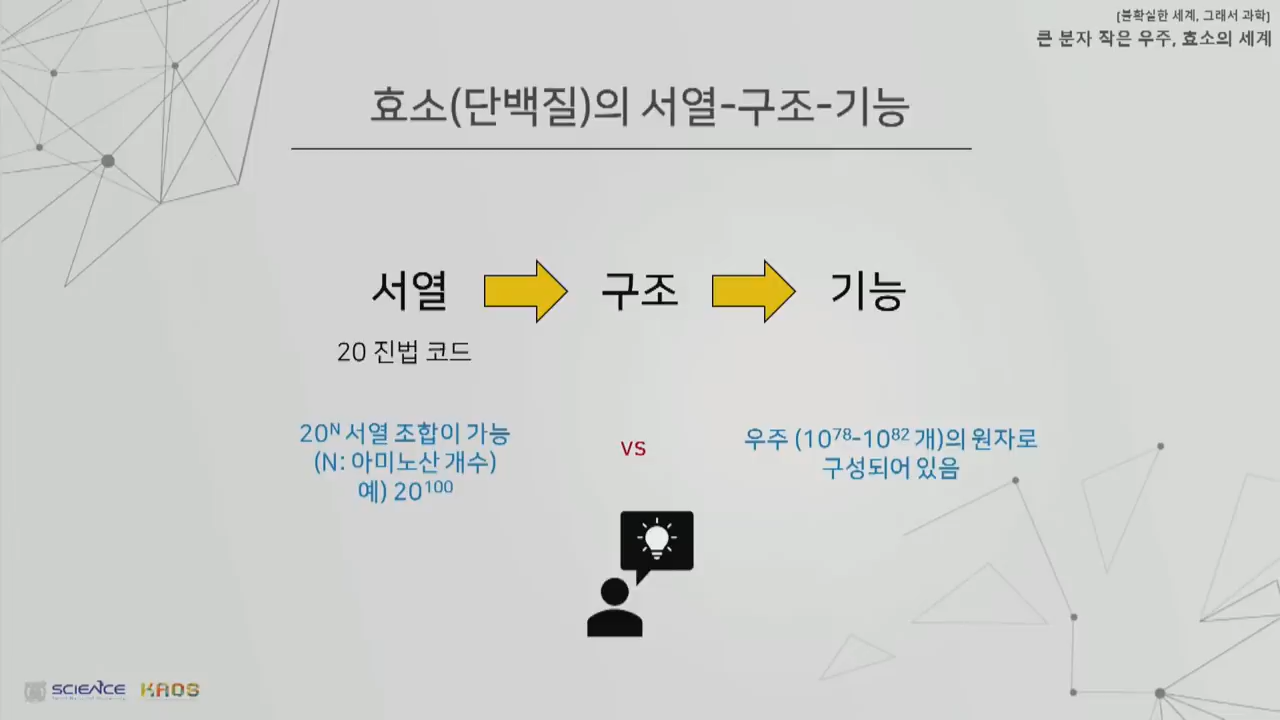 [불확실한 세계, 그래서 과학]
큰 분자 작은 우주, 효소의 세계
효소(단백질)의 서열-구조-기능
서열
구조
기능
20 진법 코드
20ᴺ 서열 조합이 가능
(N: 아미노산 개수)
예) 20¹⁰⁰
vs
우주 (10⁷⁸-10⁸² 개)의 원자로
구성되어 있음
SCIENCE
KAOS